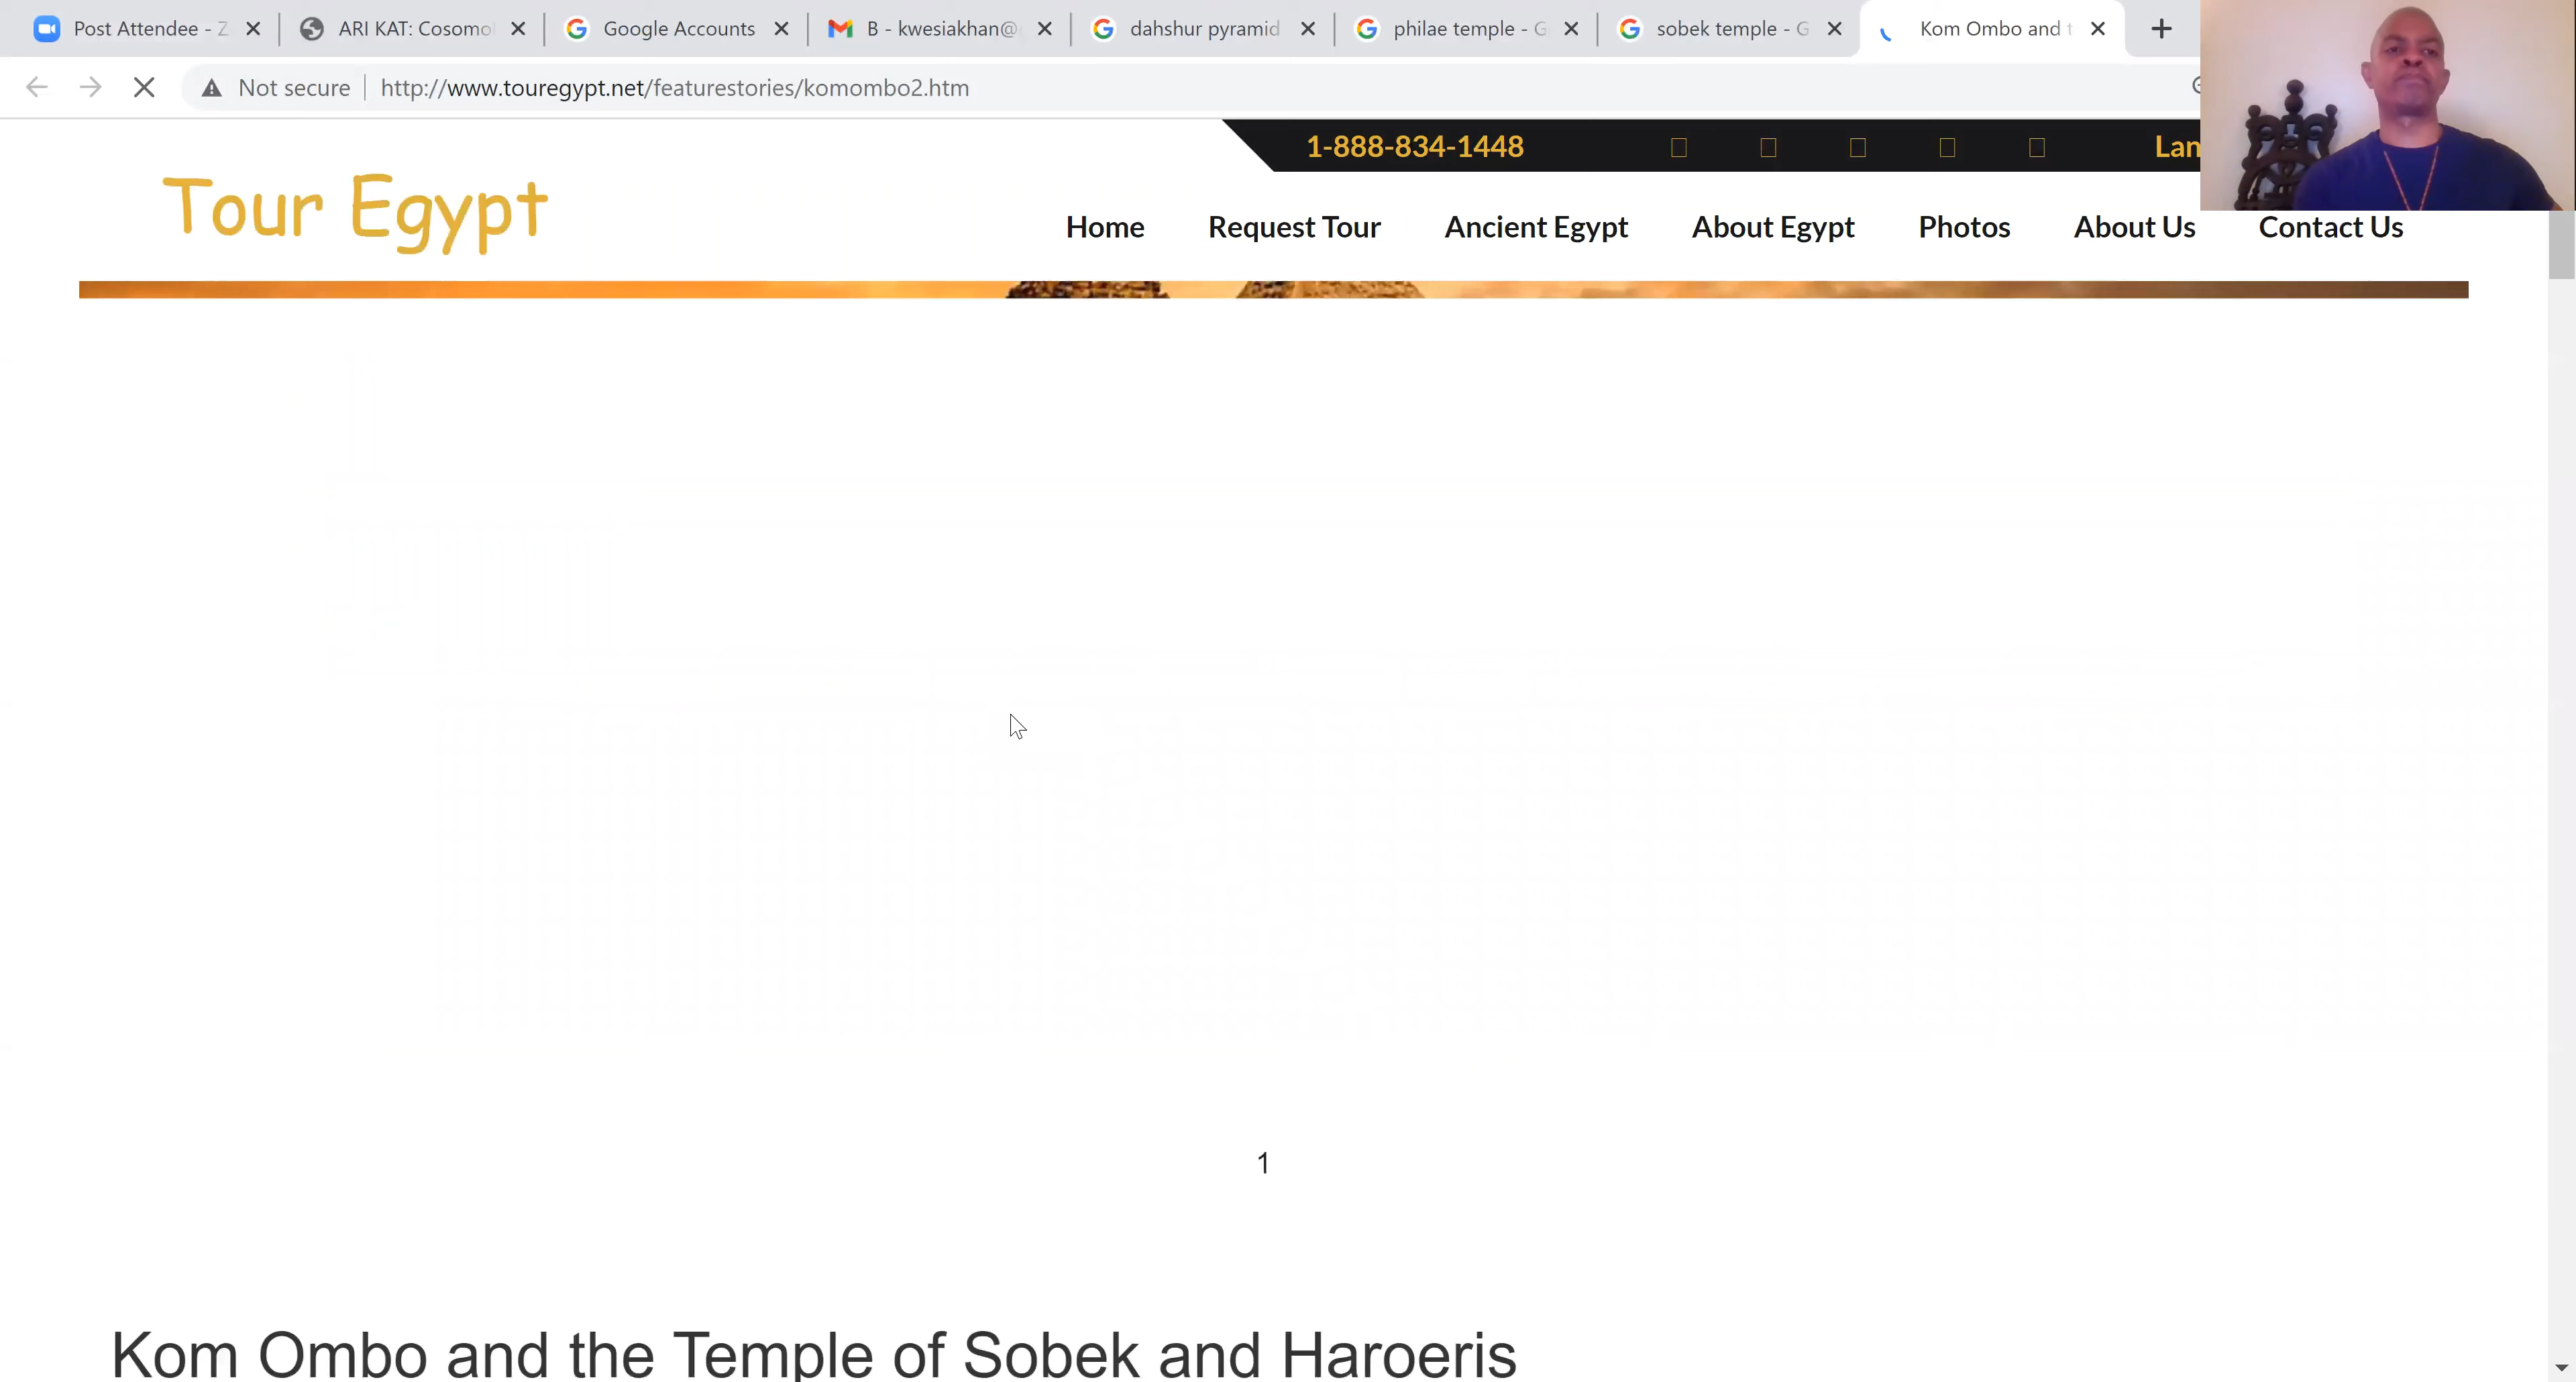 Post Attendee - Z
ARI KAT: Cosomo
Google Accounts
B - kwesiakhan@
dahshur pyramid
philae temple - G
sobek temple - G
Kom Ombo and t
Not secure
http://www.touregypt.net/featurestories/komombo2.htm
1-888-834-1448
Lan
Tour Egypt
Home
Request Tour
Ancient Egypt
About Egypt
Photos
About Us
Contact Us
1
Kom Ombo and the Temple of Sobek and Haroeris